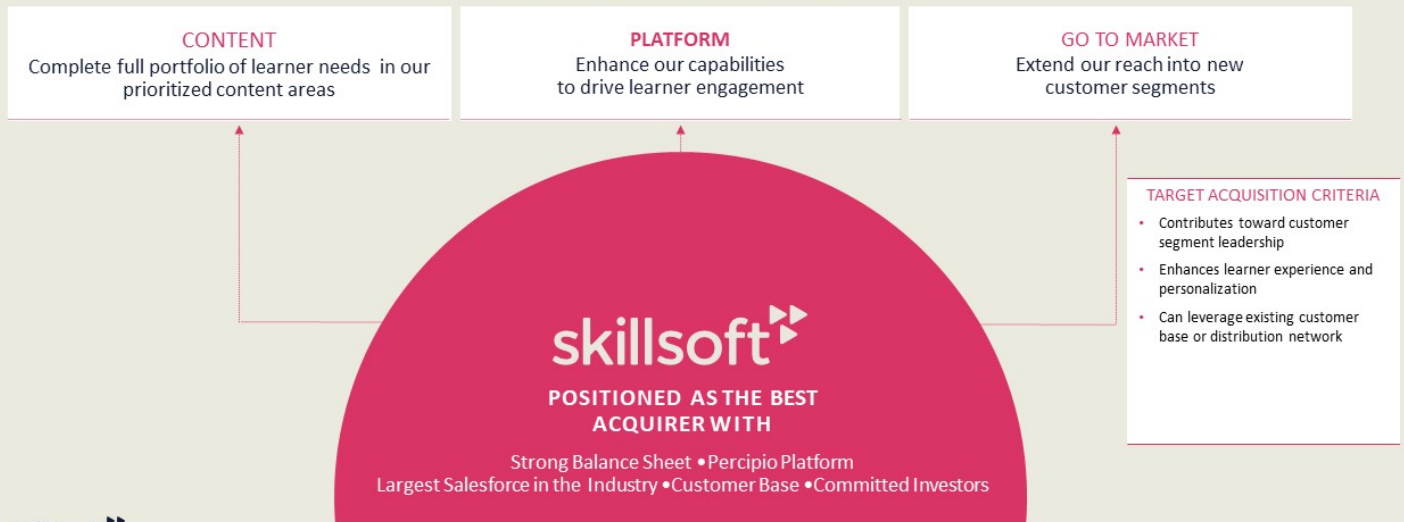 CONTENT
Complete full portfolio of learner needs in our
prioritized content areas
PLATFORM
Enhance our capabilities
to drive learner engagement
GO TO MARKET
Extend our reach into new
customer segments
TARGET ACQUISITION CRITERIA
• Contributes toward customer
segment leadership
• Enhances learner experience and
personalization
• Can leverage existing customer
base or distribution network
skillsoft
POSITIONED AS THE BEST
ACQUIRER WITH
Strong Balance Sheet • Percipio Platform
Largest Salesforce in the Industry • Customer Base • Committed Investors